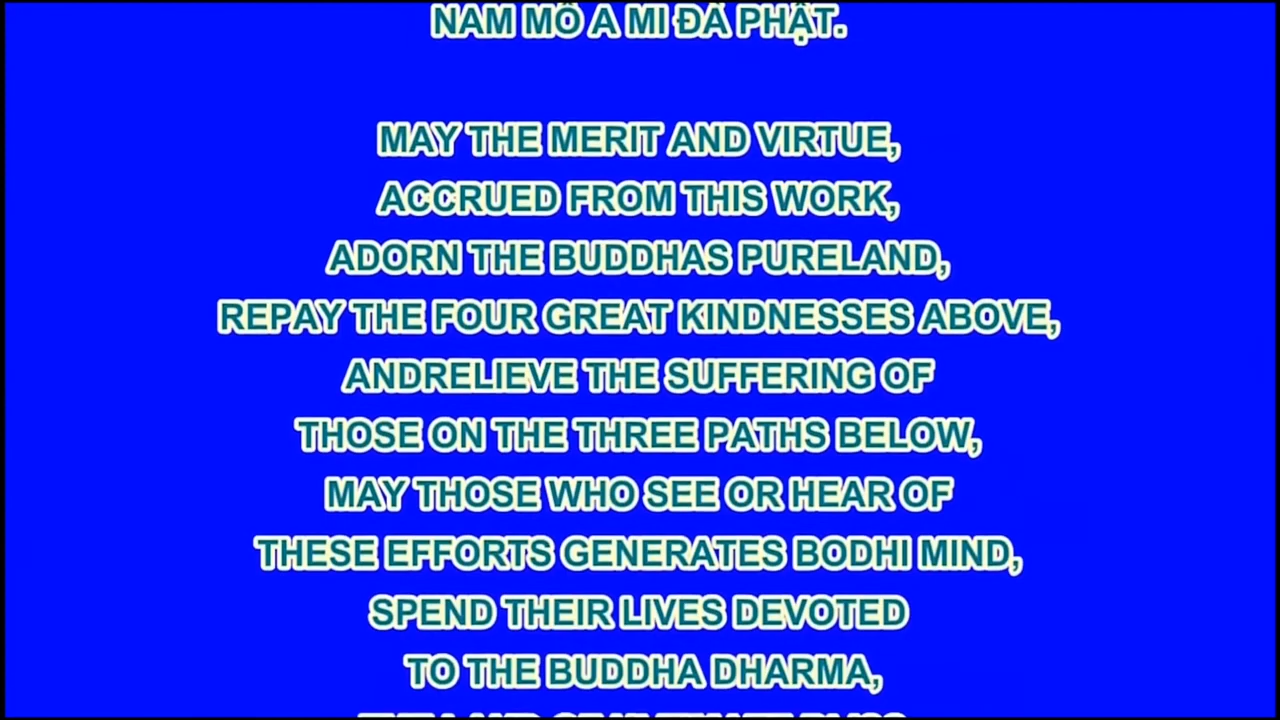 NAM MÔ A MI ĐÀ PHẬT.
MAY THE MERIT AND VIRTUE,
ACCRUED FROM THIS WORK,
ADORN THE BUDDHAS PURELAND,
REPAY THE FOUR GREAT KINDNESSES ABOVE,
ANDRELIEVE THE SUFFERING OF
THOSE ON THE THREE PATHS BELOW,
MAY THOSE WHO SEE OR HEAR OF
THESE EFFORTS GENERATES BODHI MIND,
SPEND THEIR LIVES DEVOTED
TO THE BUDDHA DHARMA,